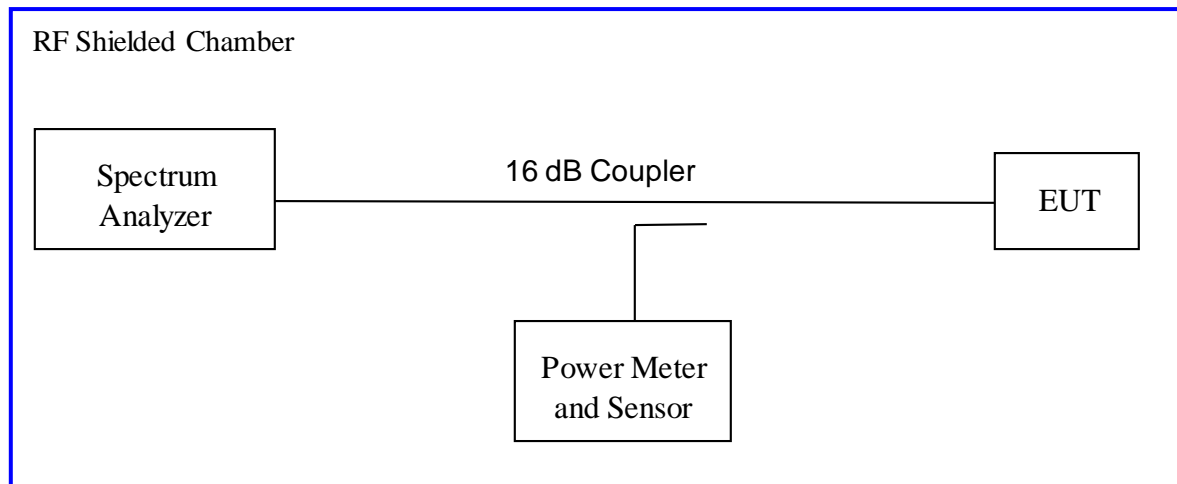 RF Shielded Chamber
16 dB Coupler
Spectrum
Analyzer
EUT
Power Meter
and Sensor